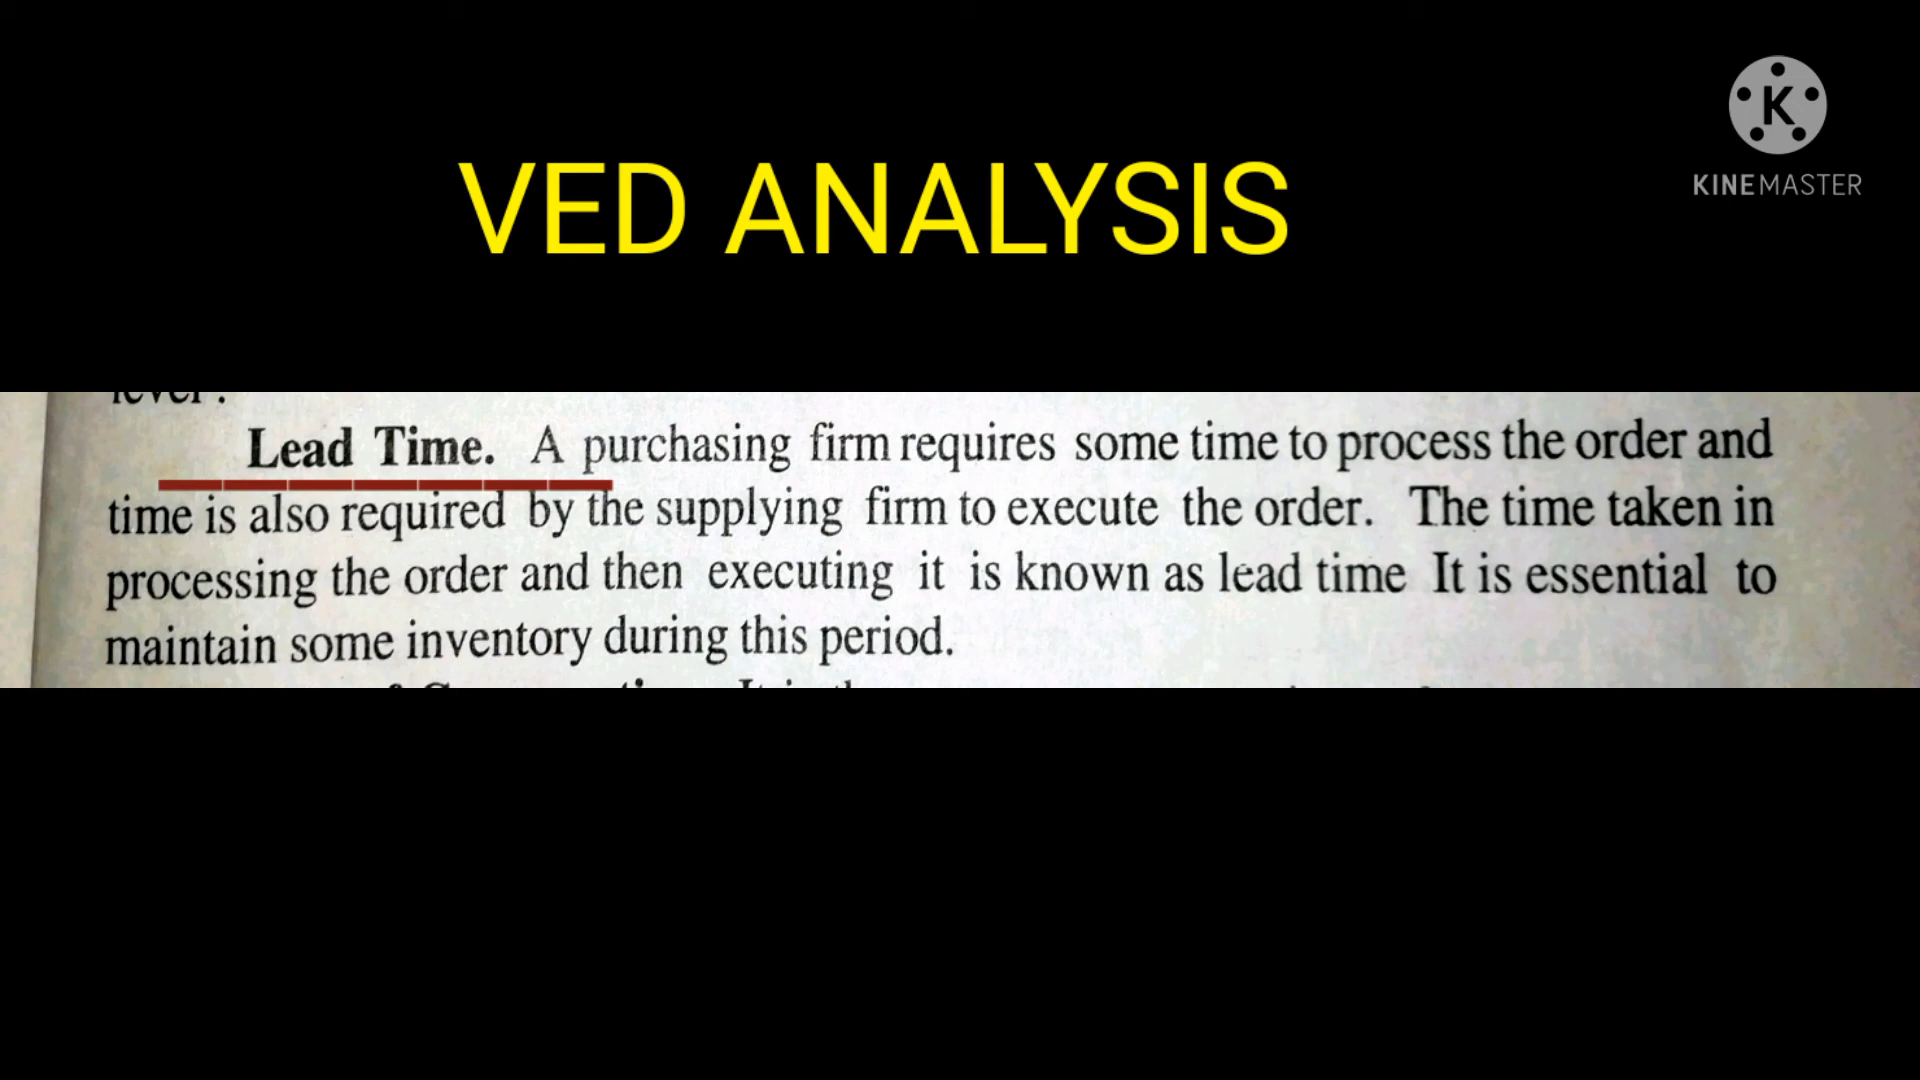 VED ANALYSIS
K
KINEMASTER
Lead Time. A purchasing firm requires some time to process the order and
time is also required by the supplying firm to execute the order. The time taken in
processing the order and then executing it is known as lead time It is essential to
maintain some inventory during this period.